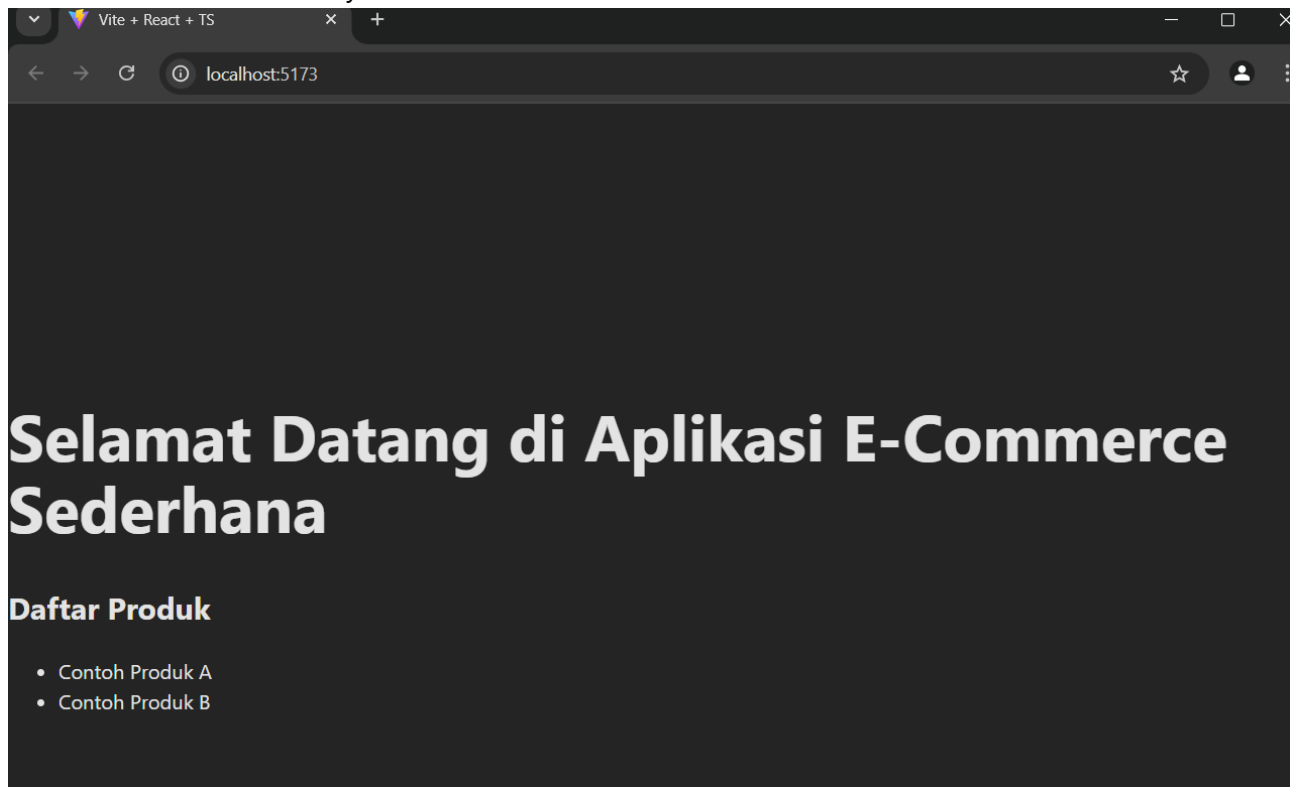 Vite + React + TS
localhost:5173
Selamat Datang di Aplikasi E-Commerce
Sederhana
Daftar Produk
• Contoh Produk A
• Contoh Produk B